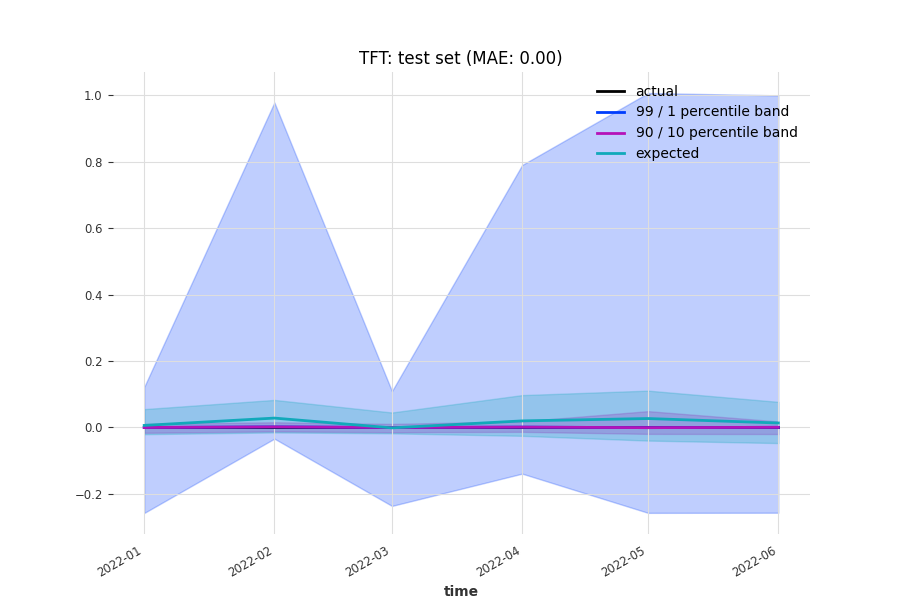 TFT: test set (MAE: 0.00)
actual
99 / 1 percentile band
90 / 10 percentile band
expected
1.0
0.8
0.6
0.4
0.2
0.0
−0.2
2022-01
2022-02
2022-03
2022-04
2022-05
2022-06
time